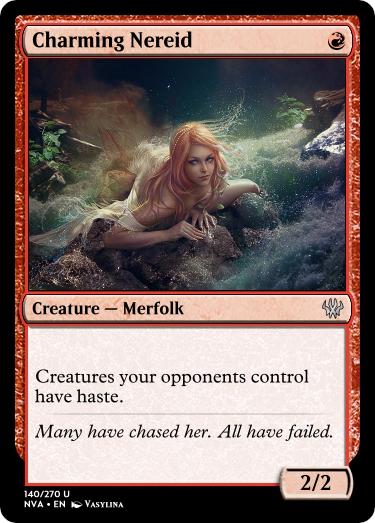 Charming Nereid
Creature — Merfolk
Creatures your opponents control
have haste.
Many have chased her. All have failed.
2/2
140/270 U
NVA • EN Vasylina